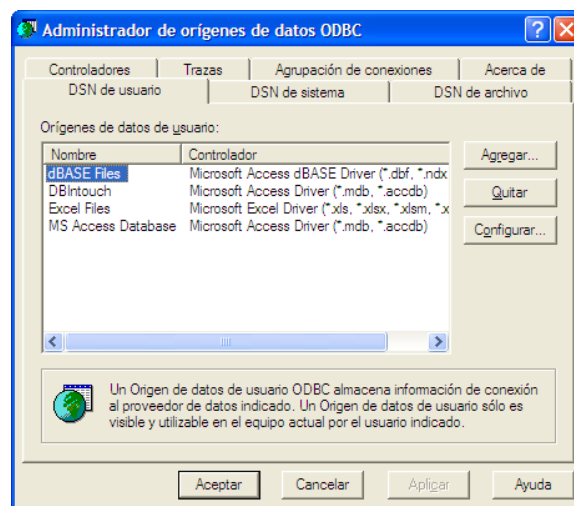 Administrador de orígenes de datos ODBC
Controladores Trazas Agrupación de conexiones Acerca de
DSN de usuario DSN de sistema DSN de archivo
Orígenes de datos de usuario:
Nombre Controlador
dBASE Files Microsoft Access dBASE Driver (*.dbf, *.ndx
DBIntouch Microsoft Access Driver (*.mdb, *.accdb)
Excel Files Microsoft Excel Driver (*.xls, *.xlsx, *.xlsm, *.x
MS Access Database Microsoft Access Driver (*.mdb, *.accdb)
Agregar...
Quitar
Configurar...
Un Origen de datos de usuario ODBC almacena información de conexión
al proveedor de datos indicado. Un Origen de datos de usuario sólo es
visible y utilizable en el equipo actual por el usuario indicado.
Aceptar Cancelar Aplicar Ayuda